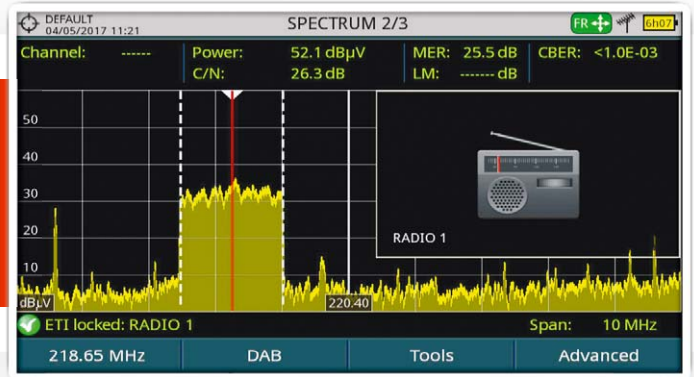 DEFAULT
04/05/2017 11:21
SPECTRUM 2/3
FR
6h07
Channel: ------
Power: 52.1 dBµV
MER: 25.5 dB
CBER: <1.0E-03
C/N: 26.3 dB
LM: ------- dB
50
40
30
20
10
dBµV
220.40
RADIO 1
ETI locked: RADIO 1
Span: 10 MHz
218.65 MHz
DAB
Tools
Advanced